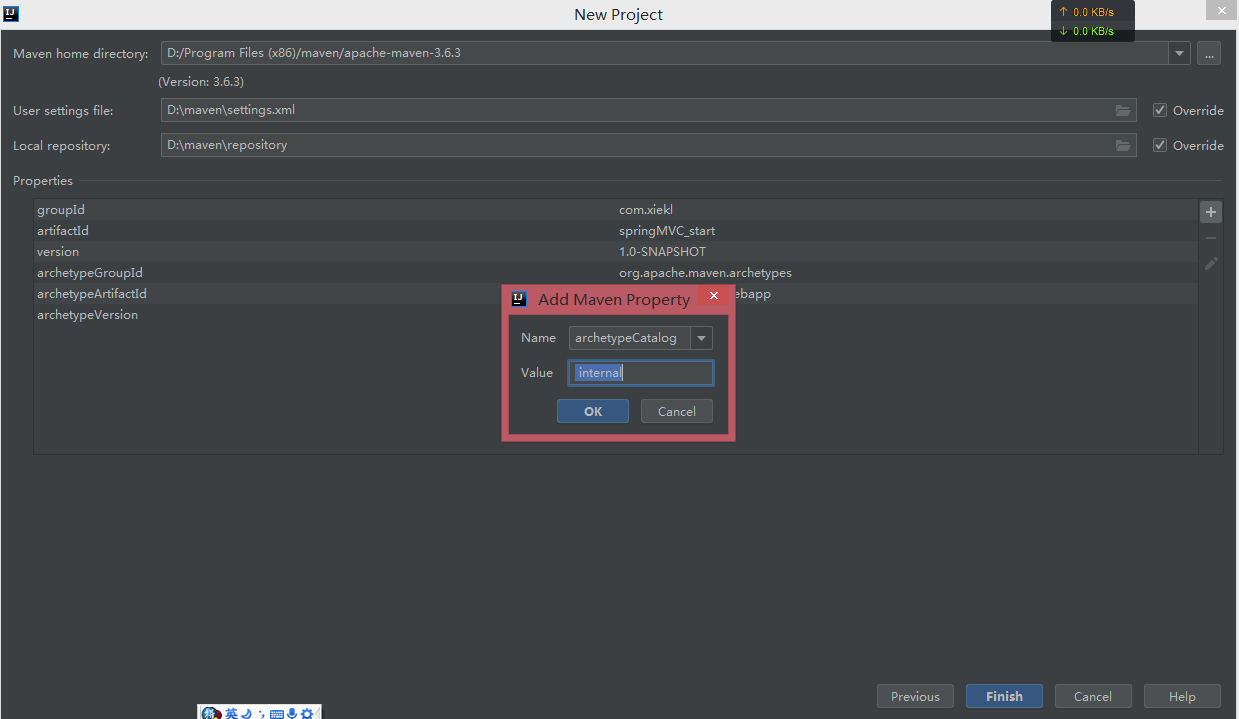 New Project
↑ 0.0 KB/s
↓ 0.0 KB/s
Maven home directory: D:/Program Files (x86)/maven/apache-maven-3.6.3 ...
(Version: 3.6.3)
User settings file: D:\maven\settings.xml Override
Local repository: D:\maven\repository Override
Properties
groupId com.xiekl
artifactId springMVC_start
version 1.0-SNAPSHOT
archetypeGroupId org.apache.maven.archetypes
archetypeArtifactId ebapp
archetypeVersion
IJ Add Maven Property
Name archetypeCatalog
Value internal
OK Cancel
Previous Finish Cancel Help
英